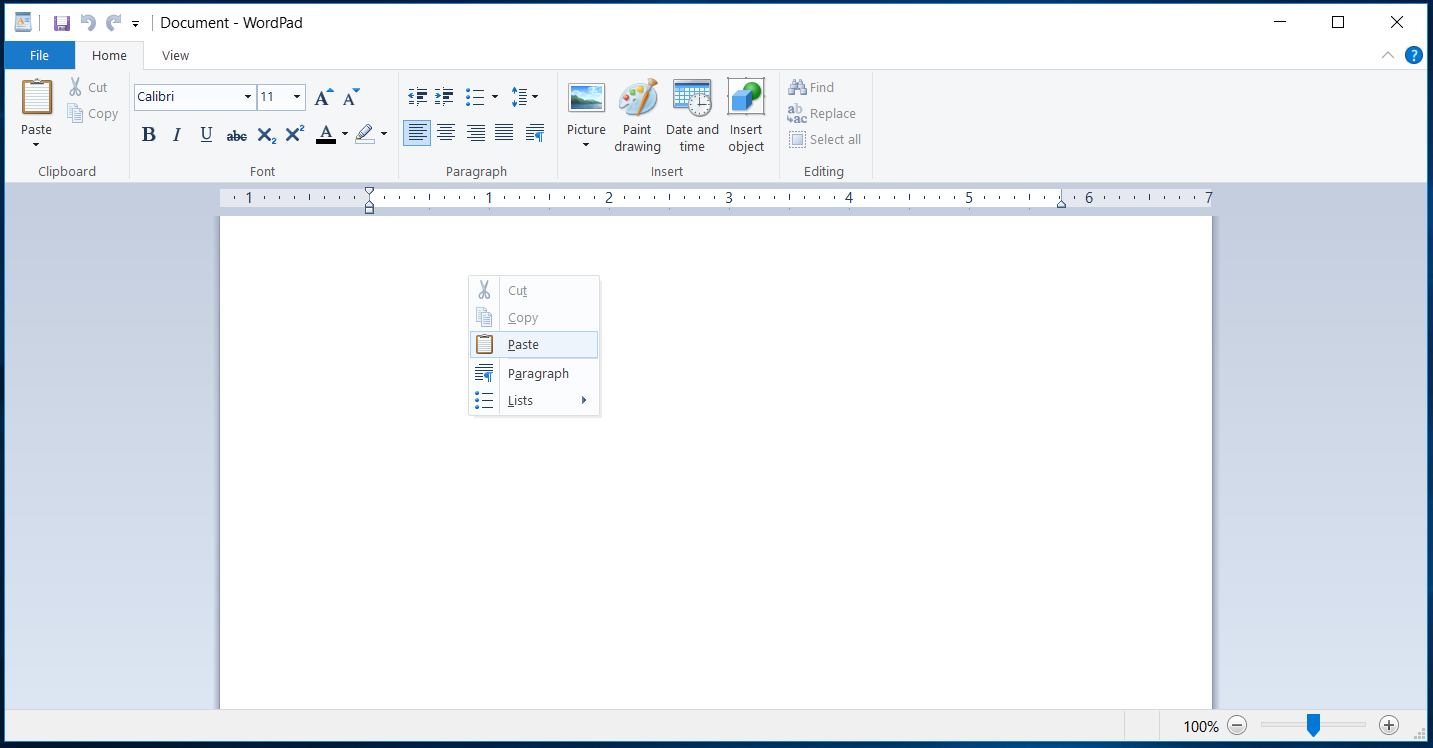 Document - WordPad
File Home View
Paste
Cut
Copy
Clipboard
Calibri 11
B I U abc X2 X2 A
Font
Paragraph
Picture
Paint drawing
Date and time
Insert object
Insert
Find
Replace
Select all
Editing
1 1 2 3 4 5 6 7
Cut
Copy
Paste
Paragraph
Lists
100%